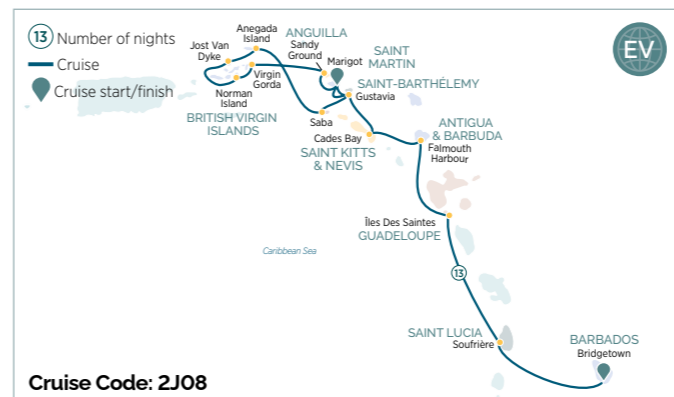 13 Number of nights
Cruise
Cruise start/finish
EV
Anegada
Island
Jost Van
Dyke
Virgin
Gorda
Norman
Island
BRITISH VIRGIN
ISLANDS
ANGUILLA
Sandy
Ground
Marigot
SAINT
MARTIN
SAINT-BARTHÉLEMY
Gustavia
Saba
Cades Bay
SAINT KITTS
& NEVIS
ANTIGUA
& BARBUDA
Falmouth
Harbour
Îles Des Saintes
GUADELOUPE
Caribbean Sea
13
SAINT LUCIA
Soufrière
BARBADOS
Bridgetown
Cruise Code: 2J08